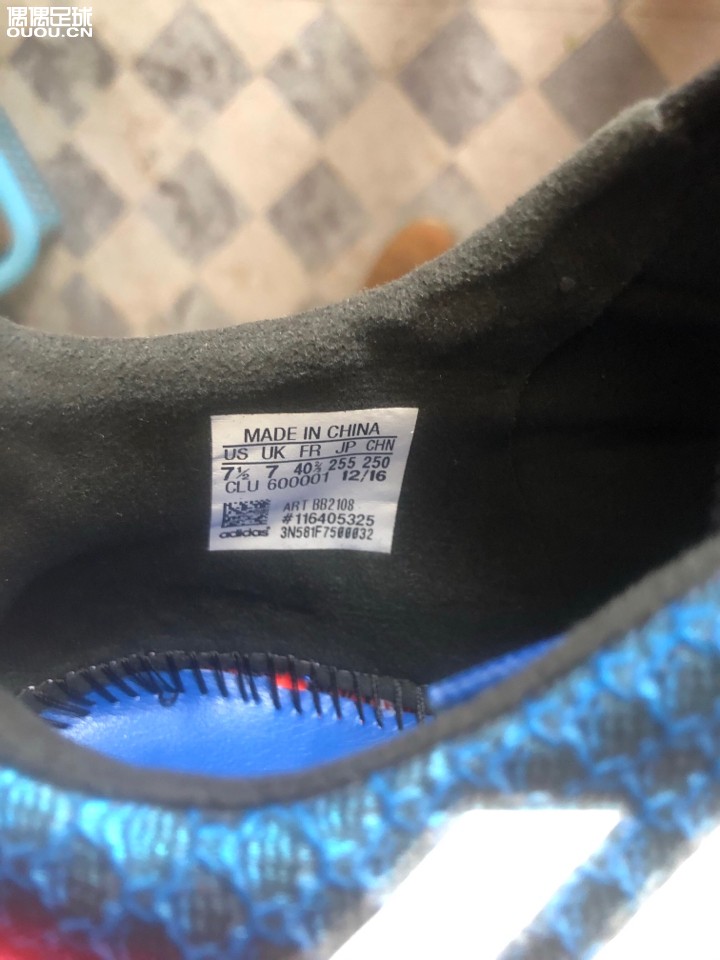 偶偶足球
OUOU.CN
MADE IN CHINA
US UK FR JP CHN
7½ 7 40⅔ 255 250
CLU 600001 12/16
ART BB2108
#116405325
adidas 3N581F7500032